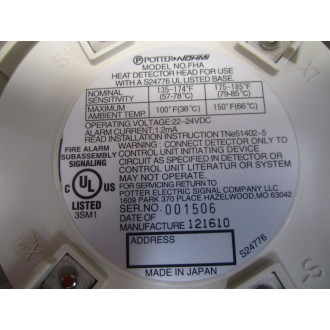 POTTER NOHMI
MODEL NO.FHA
HEAT DETECTOR HEAD FOR USE
WITH A S24776 UL LISTED BASE.
NOMINAL SENSITIVITY 135-174°F (57-78°C) 175-185°F (79-85°C)
MAXIMUM AMBIENT TEMP 100°F(38°C) 150°F(66°C)
OPERATING VOLTAGE:22-24VDC
ALARM CURRENT:1.2mA
READ INSTALLATION INSTRUCTION TNe51402-5
WARNING : CONNECT DETECTOR ONLY TO
CONTROL UNIT INITIATING DEVICE
CIRCUIT AS SPECIFIED IN DETECTOR OR
CONTROL UNIT INSTALLATION OR SYSTEM
MAY NOT OPERATE.
FOR SERVICING RETURN TO
POTTER ELECTRIC SIGNAL COMPANY LLC
1609 PARK 370 PLACE HAZELWOOD, MO 63042
FIRE ALARM
SUBASSEMBLY
SIGNALING
C UL US
LISTED
3SM1
SER.NO. 001506
DATE OF
MANUFACTURE 121610
ADDRESS
S24776
MADE IN JAPAN